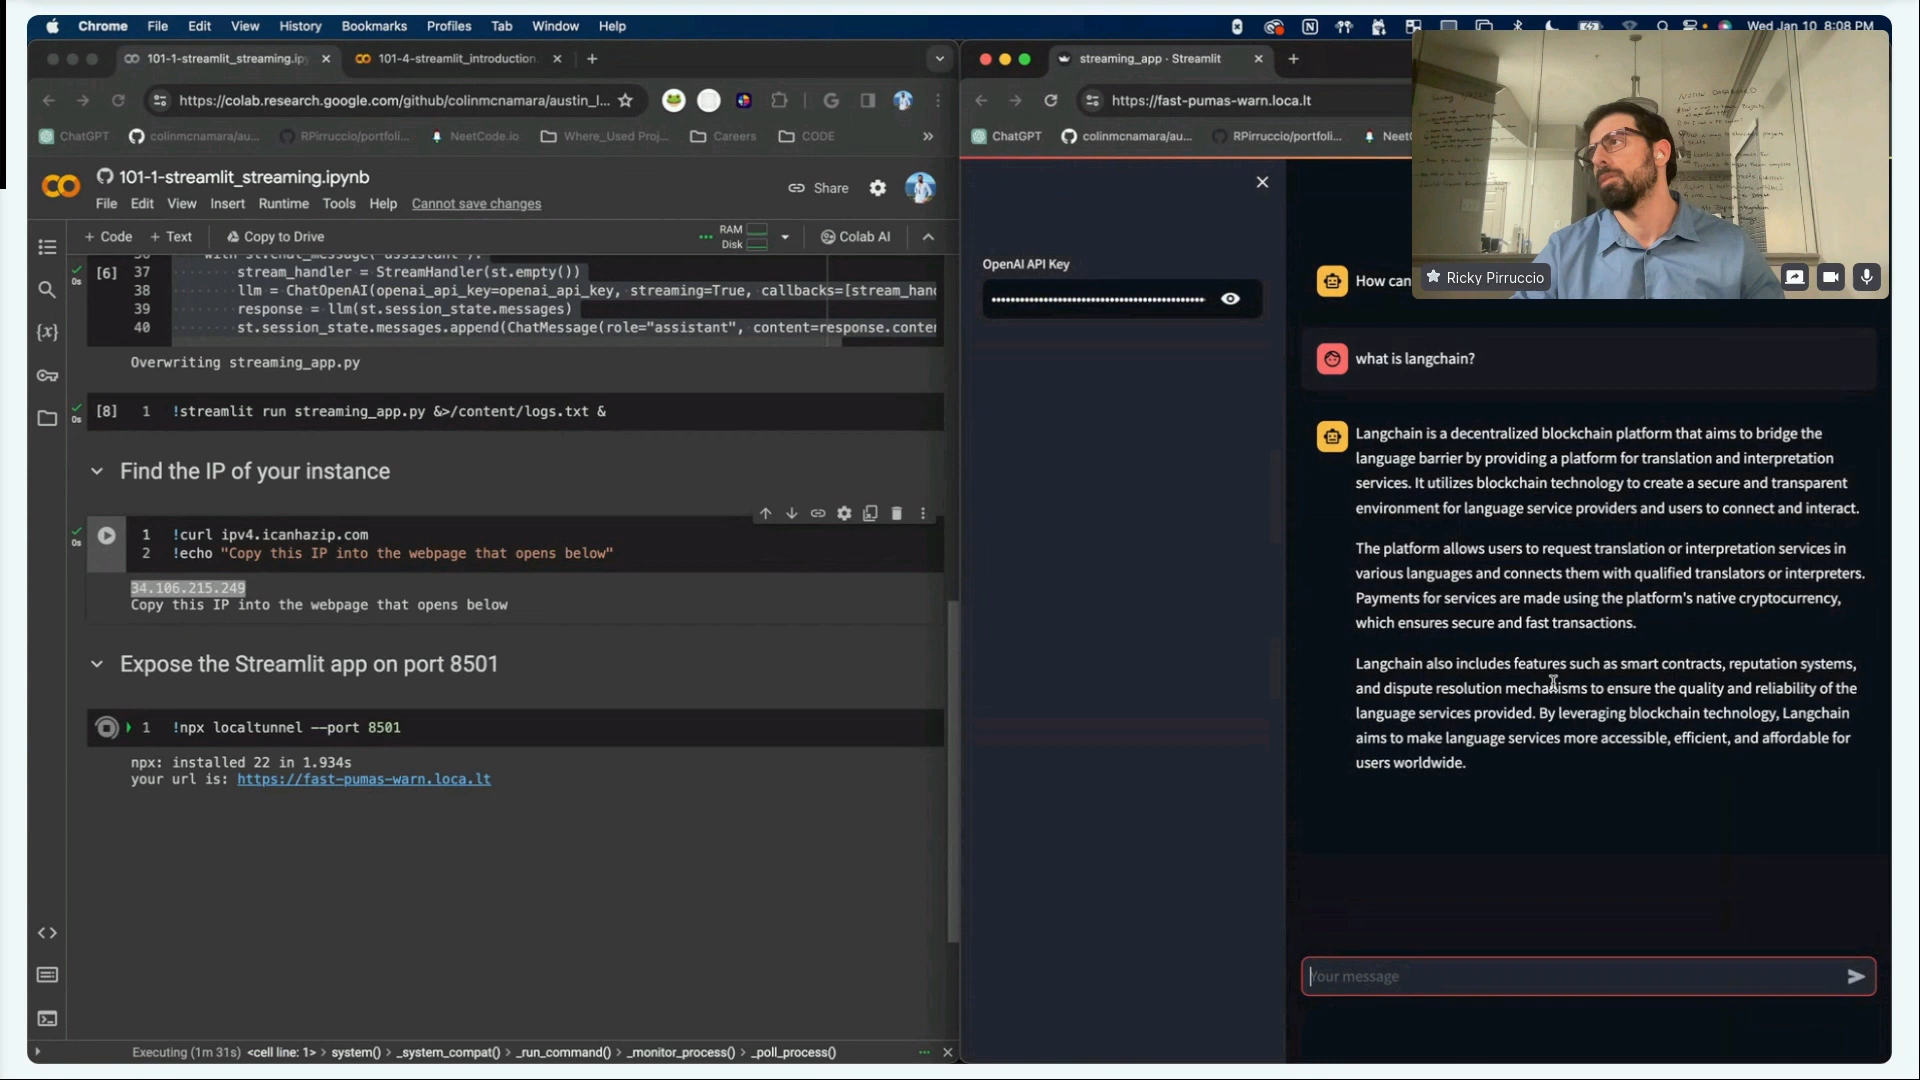 Chrome File Edit View History Bookmarks Profiles Tab Window Help
Wed Jan 10 8:08 PM
101-1-streamlit_streaming.ip
101-4-streamlit_introduction.
https://colab.research.google.com/github/colinmcnamara/austin_l...
ChatGPT colinmcnamara/au... RPirruccio/portfoli... NeetCode.io Where_Used Proj... Careers CODE »
101-1-streamlit_streaming.ipynb
Share
File Edit View Insert Runtime Tools Help Cannot save changes
+ Code + Text Copy to Drive
RAM
Disk
Colab AI
[6]
37 stream_handler = StreamHandler(st.empty())
38 llm = ChatOpenAI(openai_api_key=openai_api_key, streaming=True, callbacks=[stream_hand
39 response = llm(st.session_state.messages)
40 st.session_state.messages.append(ChatMessage(role="assistant", content=response.conten
0s
Overwriting streaming_app.py
[8] 1 !streamlit run streaming_app.py &>/content/logs.txt &
0s
Find the IP of your instance
1 !curl ipv4.icanhazip.com
2 !echo "Copy this IP into the webpage that opens below"
0s
34.106.215.249
Copy this IP into the webpage that opens below
Expose the Streamlit app on port 8501
1 !npx localtunnel --port 8501
npx: installed 22 in 1.934s
your url is: https://fast-pumas-warn.loca.lt
Executing (1m 31s) <cell line: 1> > system() > _system_compat() > _run_command() > _monitor_process() > _poll_process()
streaming_app · Streamlit
https://fast-pumas-warn.loca.lt
ChatGPT colinmcnamara/au... RPirruccio/portfoli... NeetC
OpenAI API Key
How can
Ricky Pirruccio
what is langchain?
Langchain is a decentralized blockchain platform that aims to bridge the
language barrier by providing a platform for translation and interpretation
services. It utilizes blockchain technology to create a secure and transparent
environment for language service providers and users to connect and interact.
The platform allows users to request translation or interpretation services in
various languages and connects them with qualified translators or interpreters.
Payments for services are made using the platform's native cryptocurrency,
which ensures secure and fast transactions.
Langchain also includes features such as smart contracts, reputation systems,
and dispute resolution mechanisms to ensure the quality and reliability of the
language services provided. By leveraging blockchain technology, Langchain
aims to make language services more accessible, efficient, and affordable for
users worldwide.
Your message